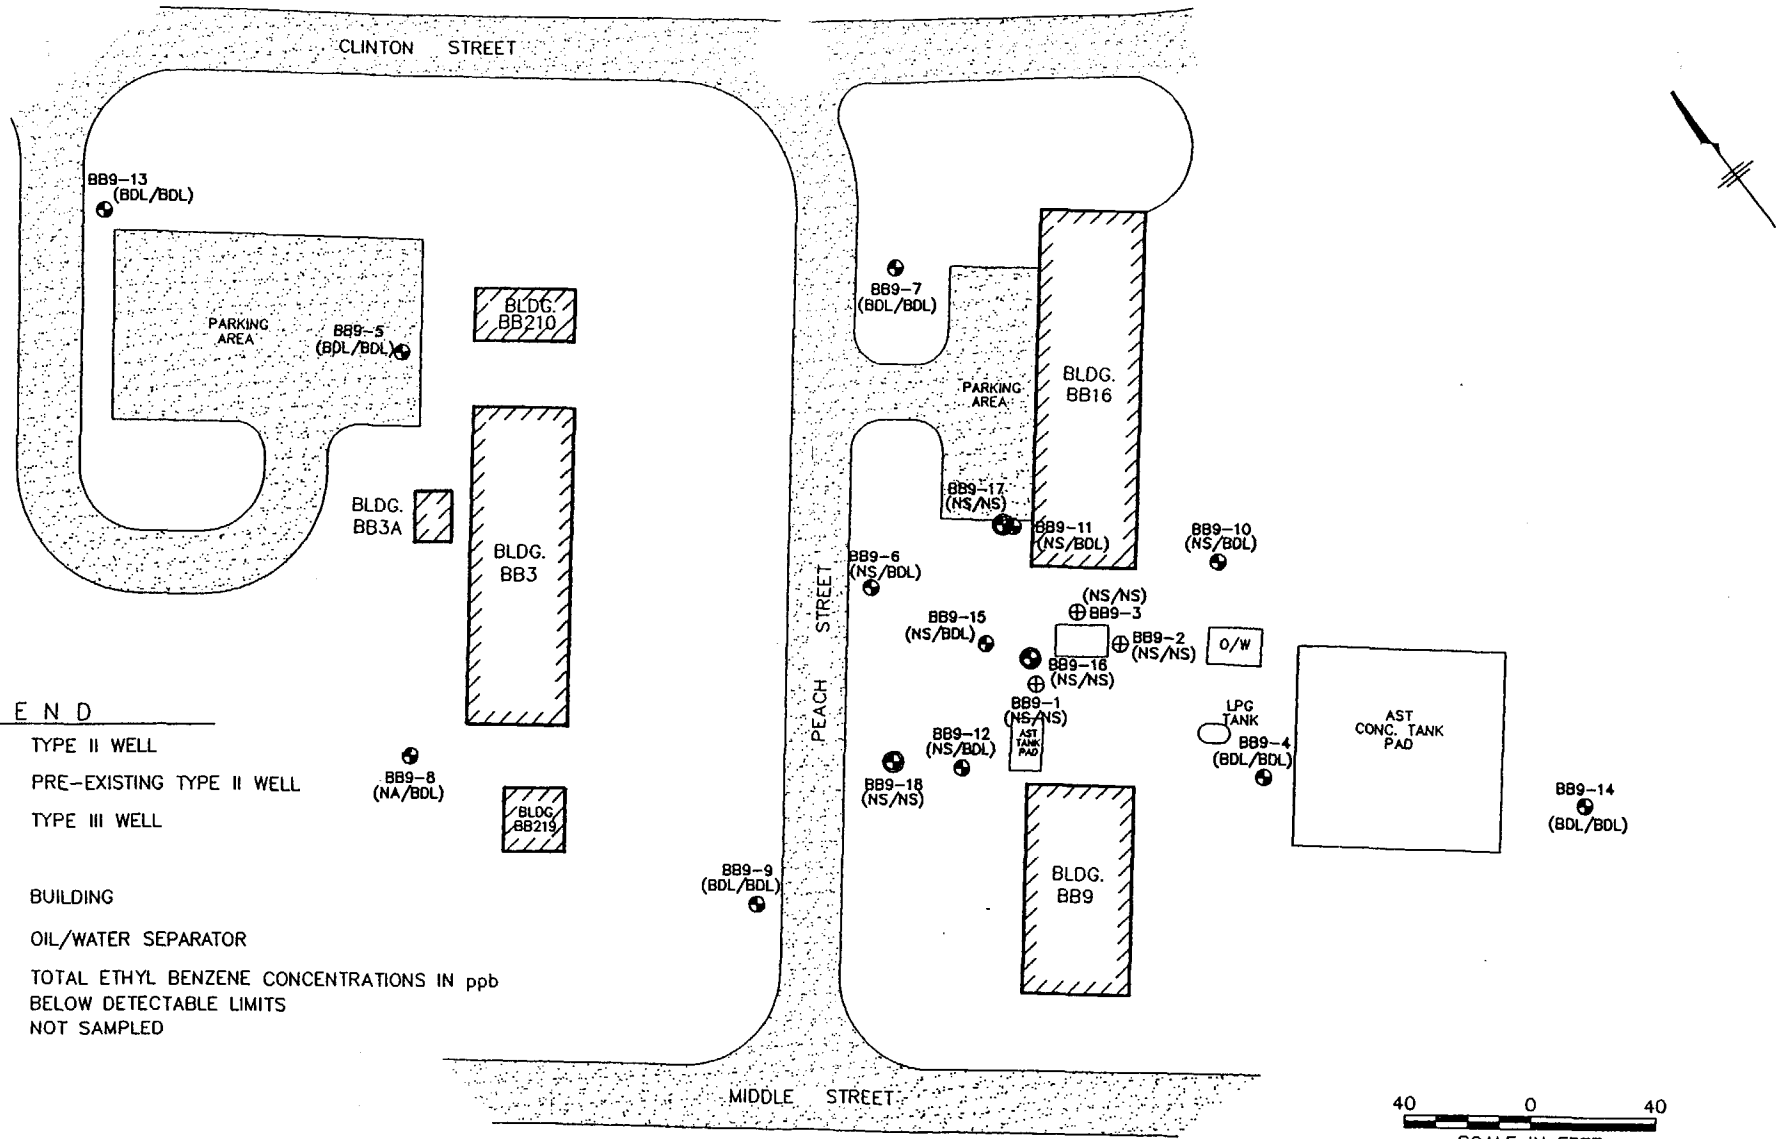 CLINTON STREET
BB9-13
(BDL/BDL)
PARKING
AREA
BB9-5
(BDL/BDL)
BLDG.
BB210
BB9-7
(BDL/BDL)
PARKING
AREA
BLDG.
BB16
BLDG.
BB3A
BLDG.
BB3
BB9-17
(NS/NS)
BB9-11
(NS/BDL)
BB9-10
(NS/BDL)
BB9-6
(NS/BDL)
PEACH STREET
(NS/NS)
BB9-3
BB9-15
(NS/BDL)
BB9-2
(NS/NS)
O/W
BB9-16
(NS/NS)
BB9-1
(NS/NS)
AST
TANK
PAD
LPG
TANK
AST
CONC. TANK
PAD
BB9-12
(NS/BDL)
BB9-4
(BDL/BDL)
BB9-18
(NS/NS)
BB9-14
(BDL/BDL)
BB9-8
(NA/BDL)
BLDG
BB219
BB9-9
(BDL/BDL)
BLDG.
BB9
E N D
TYPE II WELL
PRE-EXISTING TYPE II WELL
TYPE III WELL
BUILDING
OIL/WATER SEPARATOR
TOTAL ETHYL BENZENE CONCENTRATIONS IN ppb
BELOW DETECTABLE LIMITS
NOT SAMPLED
MIDDLE STREET
40 0 40
SCALE IN FEET